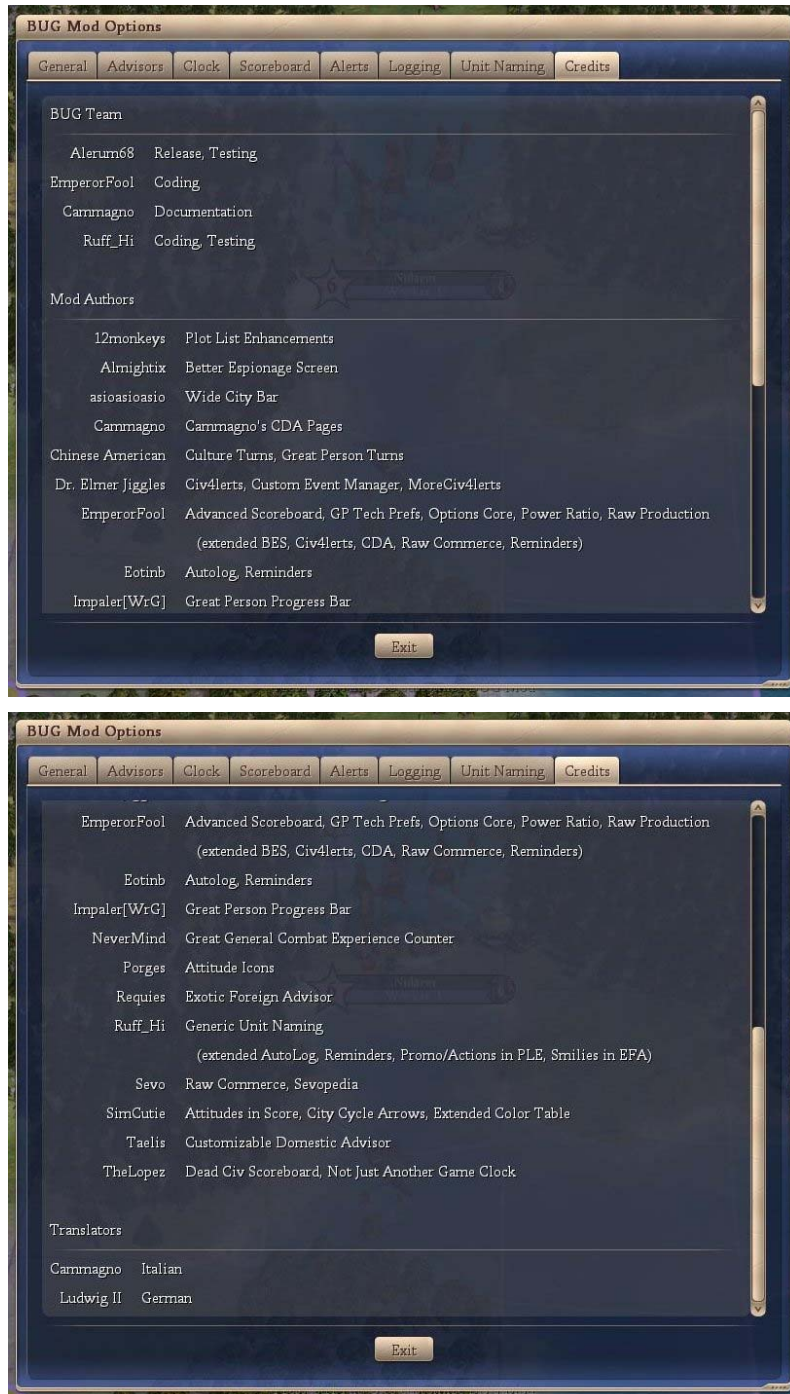 BUG Mod Options
General Advisors Clock Scoreboard Alerts Logging Unit Naming Credits
BUG Team
Alerum68 Release, Testing
EmperorFool Coding
Cammagno Documentation
Ruff_Hi Coding, Testing
Mod Authors
12monkeys Plot List Enhancements
Almightix Better Espionage Screen
asioasioasio Wide City Bar
Cammagno Cammagno's CDA Pages
Chinese American Culture Turns, Great Person Turns
Dr. Elmer Jiggles Civ4lerts, Custom Event Manager, MoreCiv4lerts
EmperorFool Advanced Scoreboard, GP Tech Prefs, Options Core, Power Ratio, Raw Production
(extended BES, Civ4lerts, CDA, Raw Commerce, Reminders)
Eotinb Autolog, Reminders
Impaler[WrG] Great Person Progress Bar
Exit
BUG Mod Options
General Advisors Clock Scoreboard Alerts Logging Unit Naming Credits
EmperorFool Advanced Scoreboard, GP Tech Prefs, Options Core, Power Ratio, Raw Production
(extended BES, Civ4lerts, CDA, Raw Commerce, Reminders)
Eotinb Autolog, Reminders
Impaler[WrG] Great Person Progress Bar
NeverMind Great General Combat Experience Counter
Porges Attitude Icons
Requies Exotic Foreign Advisor
Ruff_Hi Generic Unit Naming
(extended AutoLog, Reminders, Promo/Actions in PLE, Smilies in EFA)
Sevo Raw Commerce, Sevopedia
SimCutie Attitudes in Score, City Cycle Arrows, Extended Color Table
Taelis Customizable Domestic Advisor
TheLopez Dead Civ Scoreboard, Not Just Another Game Clock
Translators
Cammagno Italian
Ludwig II German
Exit